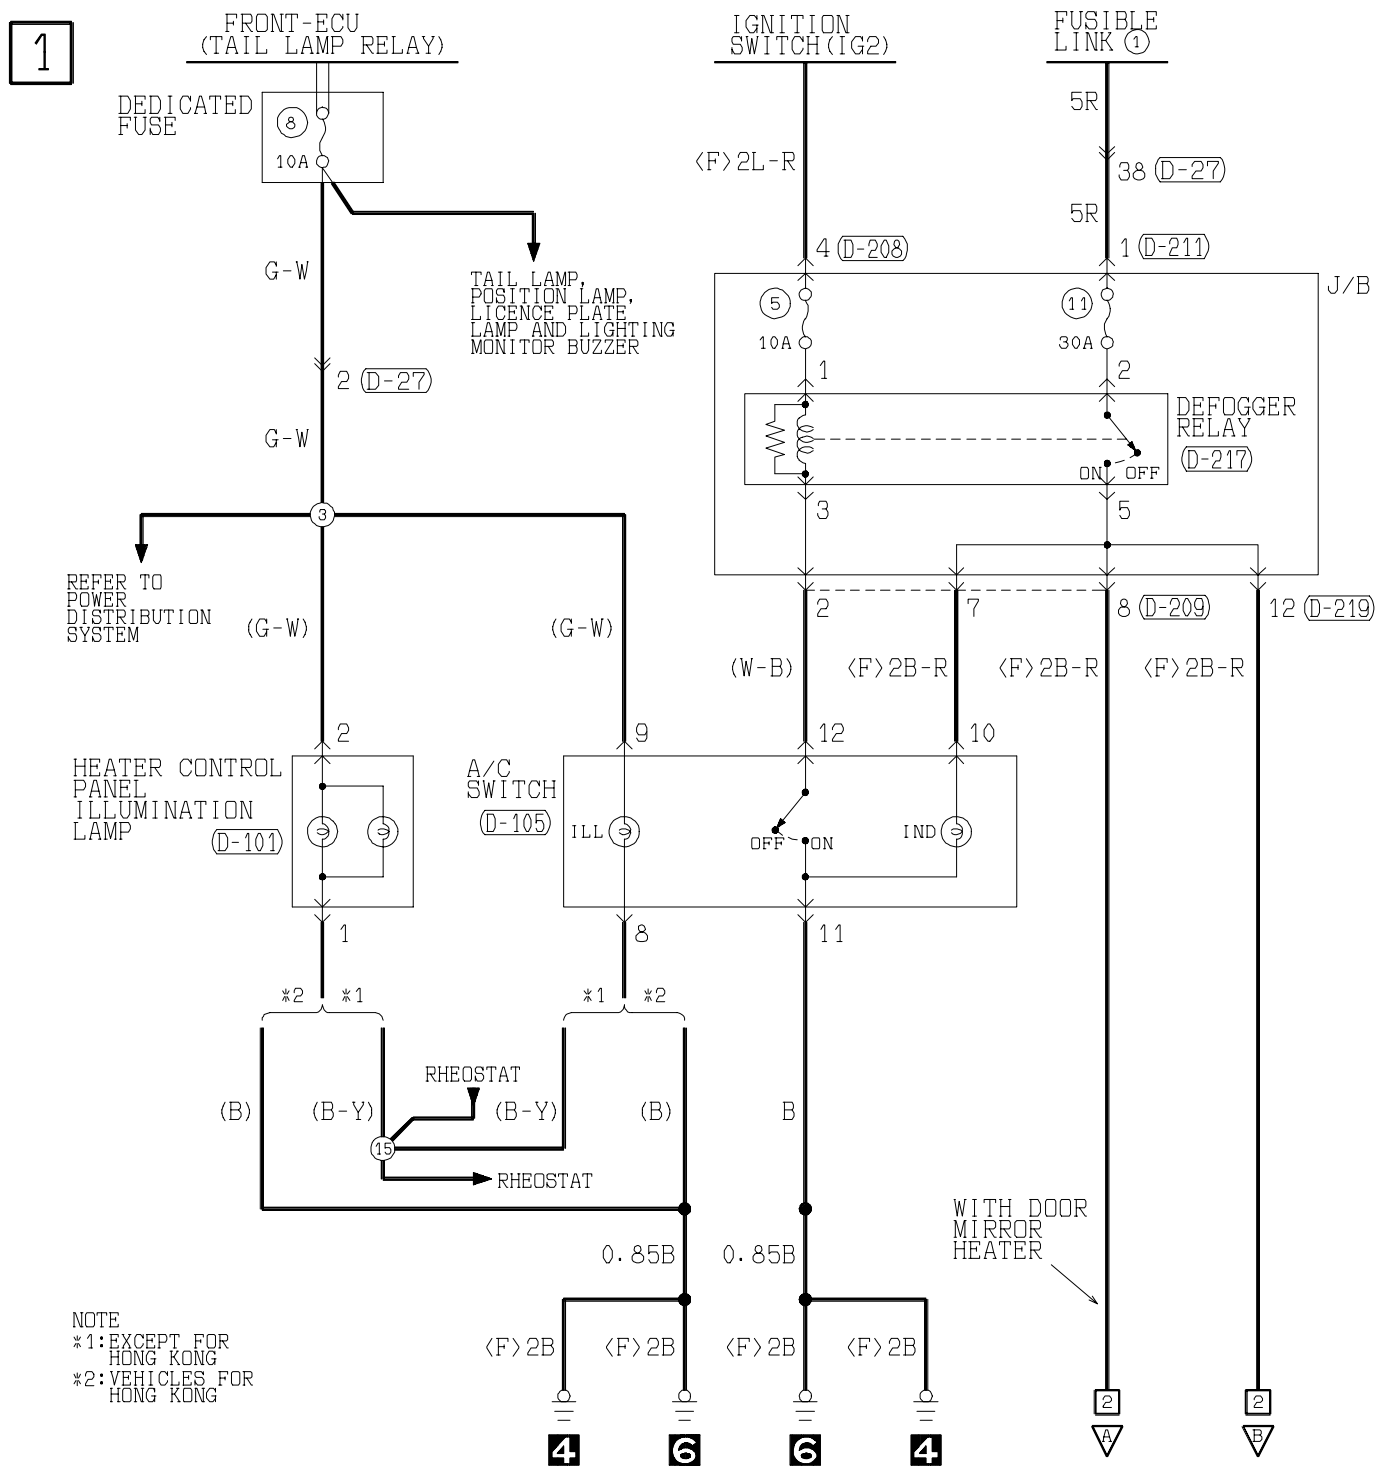 1
FRONT-ECU
(TAIL LAMP RELAY)
IGNITION
SWITCH(IG2)
FUSIBLE
LINK 1
DEDICATED
FUSE
8
10A
5R
<F>2L-R
38 (D-27)
5R
4 (D-208)
1 (D-211)
G-W
TAIL LAMP,
POSITION LAMP,
LICENCE PLATE
LAMP AND LIGHTING
MONITOR BUZZER
J/B
5
10A
11
30A
1
2
2 (D-27)
DEFOGGER
RELAY
(D-217)
ON OFF
G-W
3
3
5
REFER TO
POWER
DISTRIBUTION
SYSTEM
2
7
8 (D-209)
12 (D-219)
(G-W)
(G-W)
(W-B)
<F>2B-R
<F>2B-R
<F>2B-R
2
9
12
10
HEATER CONTROL
PANEL
ILLUMINATION
LAMP
(D-101)
A/C
SWITCH
(D-105)
ILL
OFF ON
IND
1
8
11
*2 *1
*1 *2
RHEOSTAT
(B)
(B-Y)
(B-Y)
(B)
B
15
RHEOSTAT
WITH DOOR
MIRROR
HEATER
0.85B
0.85B
NOTE
*1:EXCEPT FOR
HONG KONG
*2:VEHICLES FOR
HONG KONG
<F>2B
<F>2B
<F>2B
<F>2B
2
2
4
6
6
4
A
B